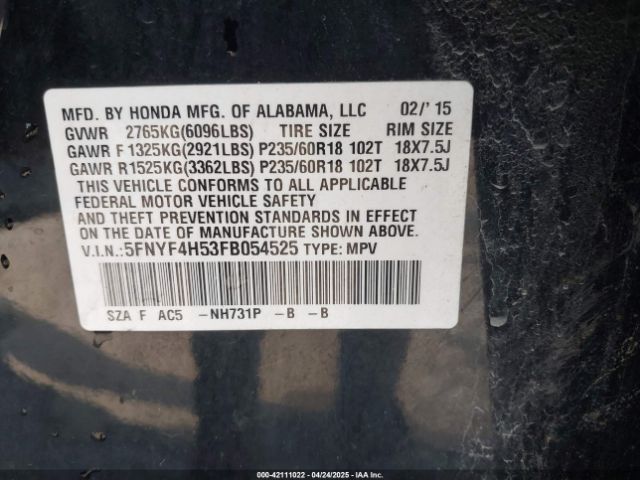 MFD. BY HONDA MFG. OF ALABAMA, LLC 02/' 15
GVWR 2765KG(6096LBS) TIRE SIZE RIM SIZE
GAWR F 1325KG(2921LBS) P235/60R18 102T 18X7.5J
GAWR R1525KG(3362LBS) P235/60R18 102T 18X7.5J
THIS VEHICLE CONFORMS TO ALL APPLICABLE
FEDERAL MOTOR VEHICLE SAFETY
AND THEFT PREVENTION STANDARDS IN EFFECT
ON THE DATE OF MANUFACTURE SHOWN ABOVE.
V.I.N.:5FNYF4H53FB054525 TYPE: MPV
SZA F AC5 -NH731P -B -B
000-42111022 - 04/24/2025 - IAA Inc.